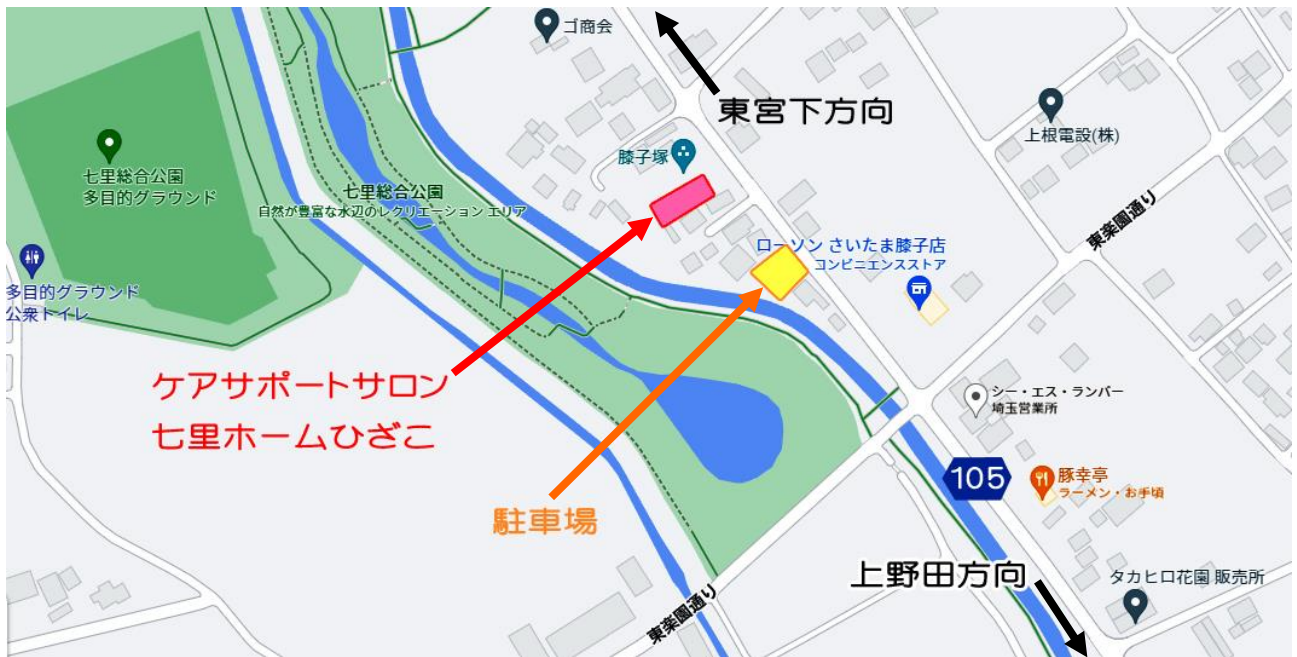 ゴ商会
東宮下方向
上根電設(株)
膝子塚
七里総合公園
多目的グラウンド
七里総合公園
自然が豊富な水辺のレクリエーション エリア
東楽園通り
ローソン さいたま膝子店
コンビニエンスストア
多目的グラウンド
公衆トイレ
ケアサポートサロン
七里ホームひざこ
シー・エス・ランバー
埼玉営業所
105
豚幸亭
ラーメン・お手頃
駐車場
上野田方向
タカヒロ花園 販売所
東楽園通り